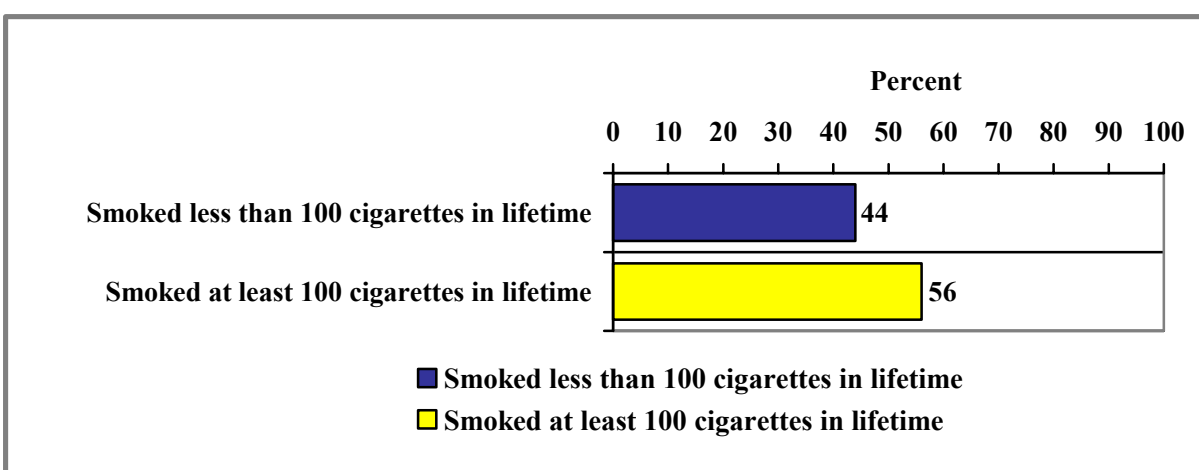 Percent
0 10 20 30 40 50 60 70 80 90 100
Smoked less than 100 cigarettes in lifetime 44
Smoked at least 100 cigarettes in lifetime 56
Smoked less than 100 cigarettes in lifetime
Smoked at least 100 cigarettes in lifetime